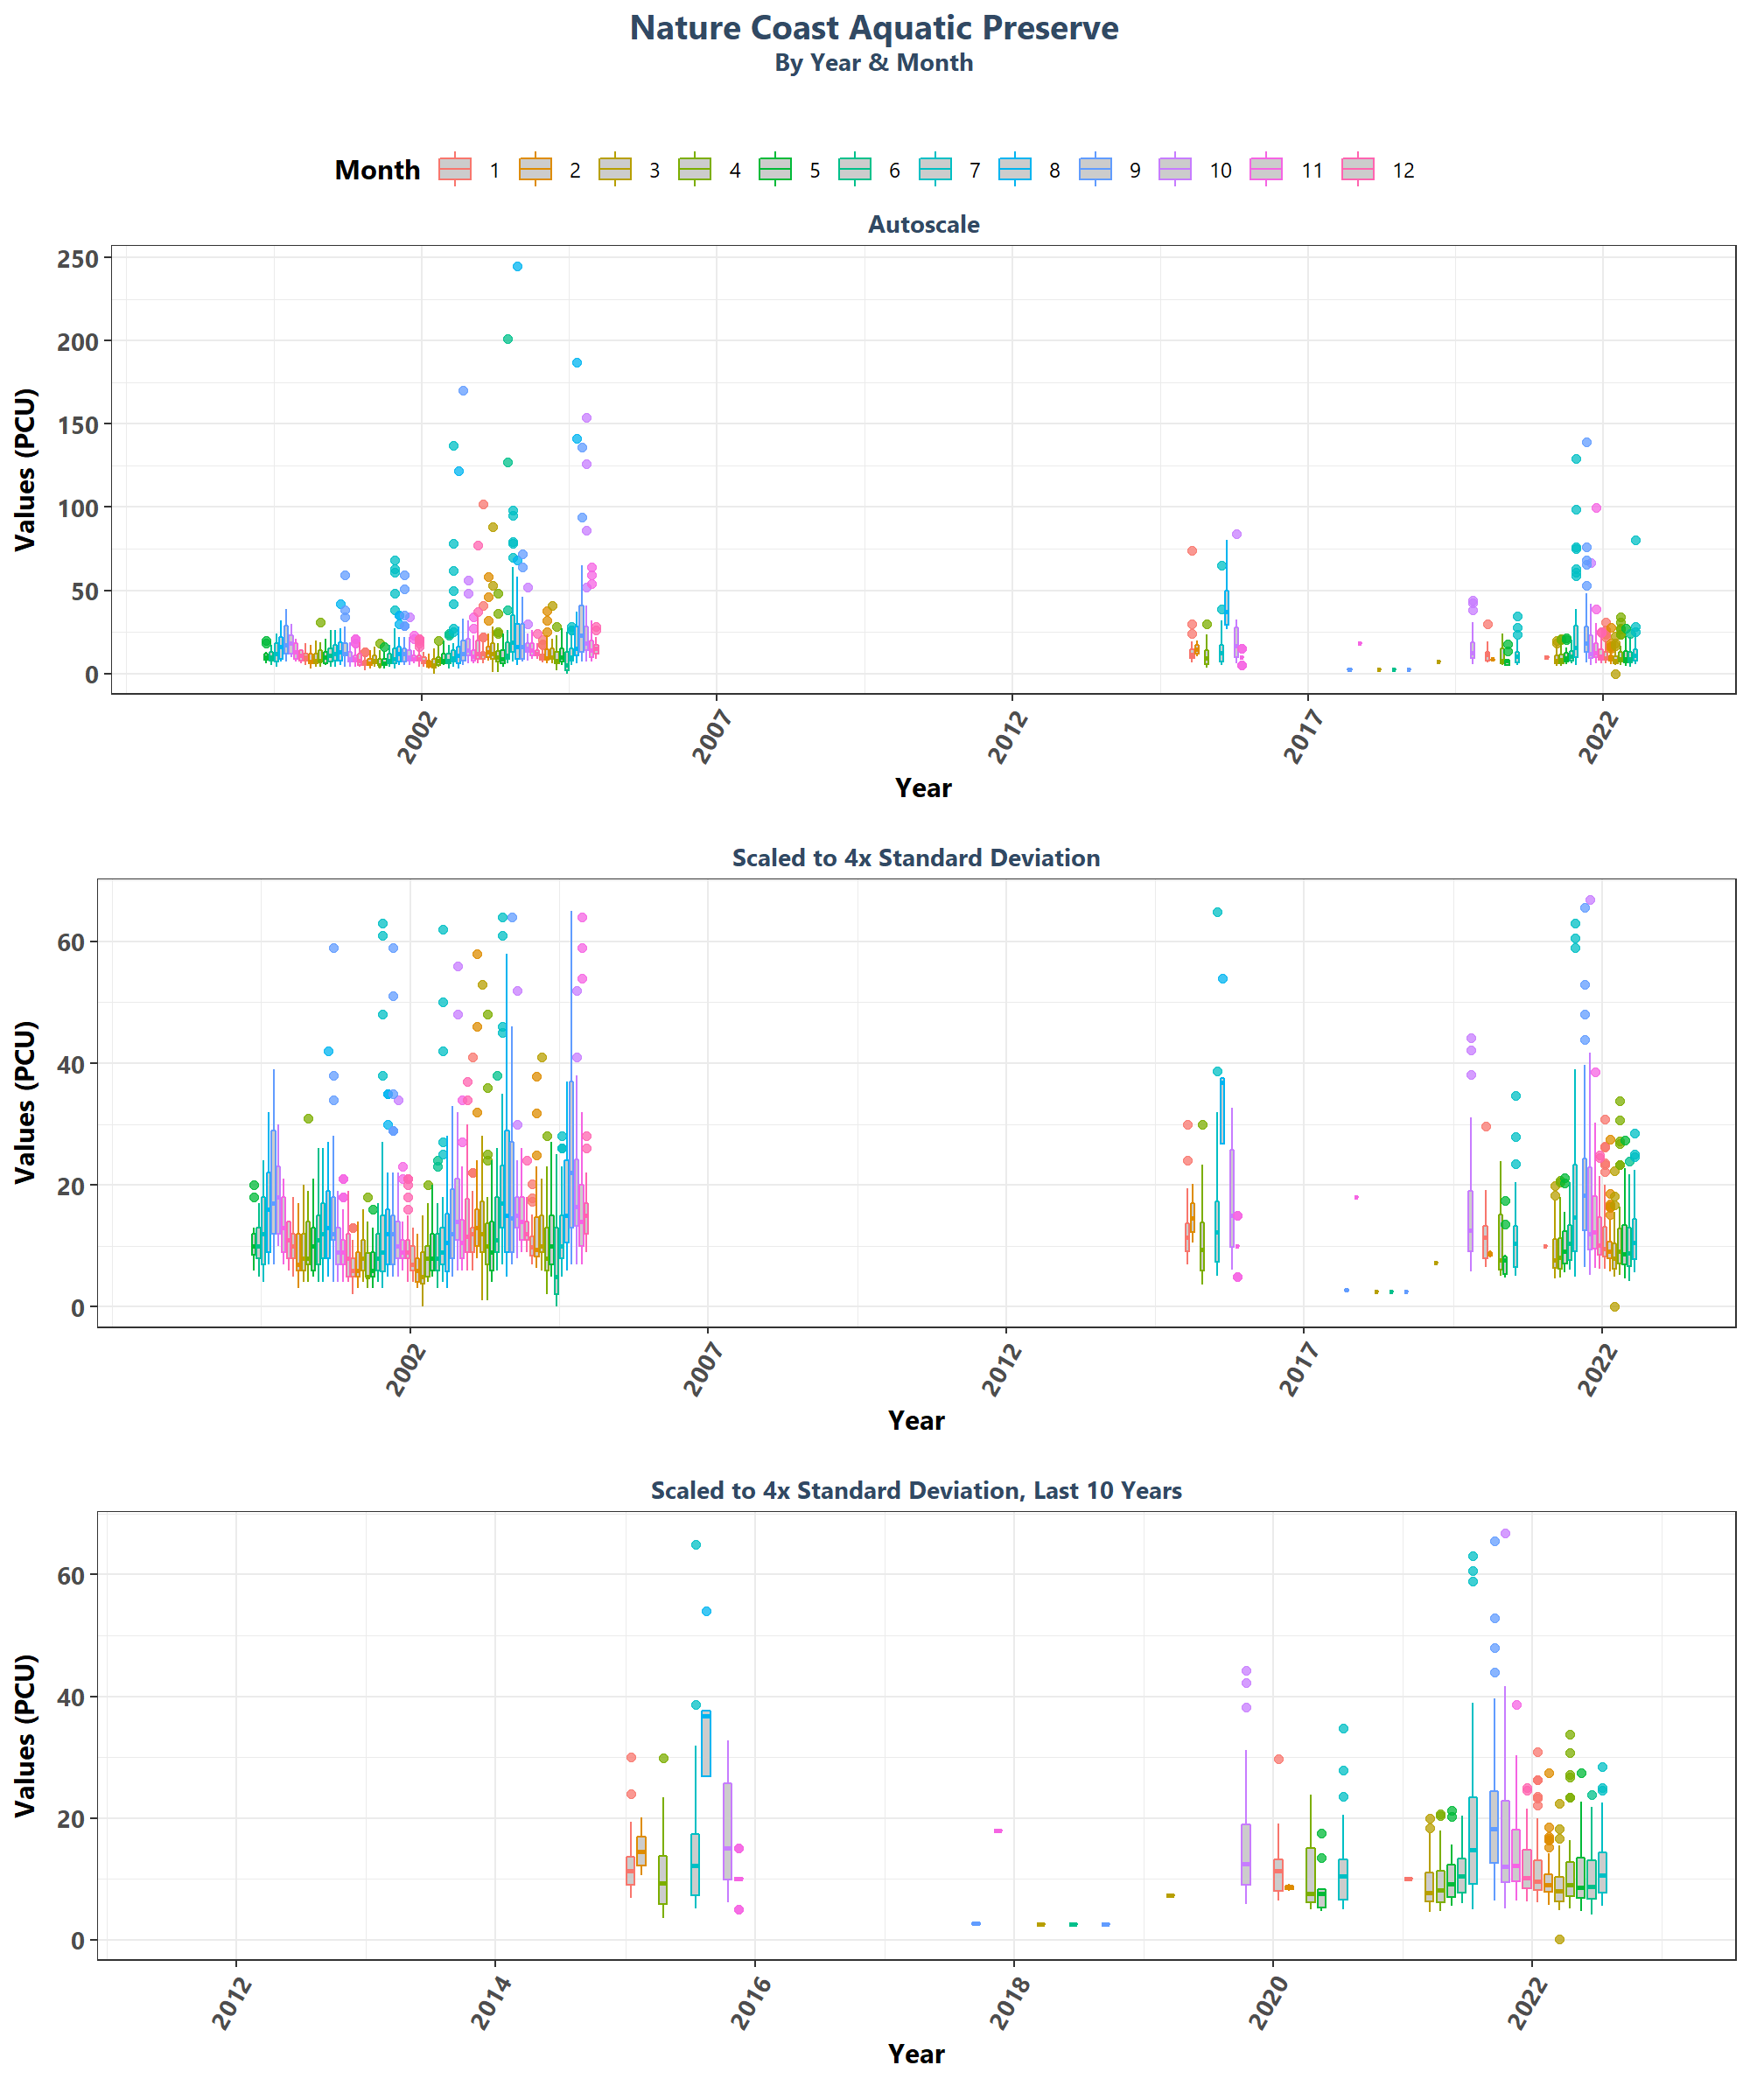 Nature Coast Aquatic Preserve
By Year & Month
Month 1 2 3 4 5 6 7 8 9 10 11 12
Autoscale
Values (PCU)
250
200
150
100
50
0
2002 2007 2012 2017 2022
Year
Scaled to 4x Standard Deviation
Values (PCU)
60
40
20
0
2002 2007 2012 2017 2022
Year
Scaled to 4x Standard Deviation, Last 10 Years
Values (PCU)
60
40
20
0
2012 2014 2016 2018 2020 2022
Year